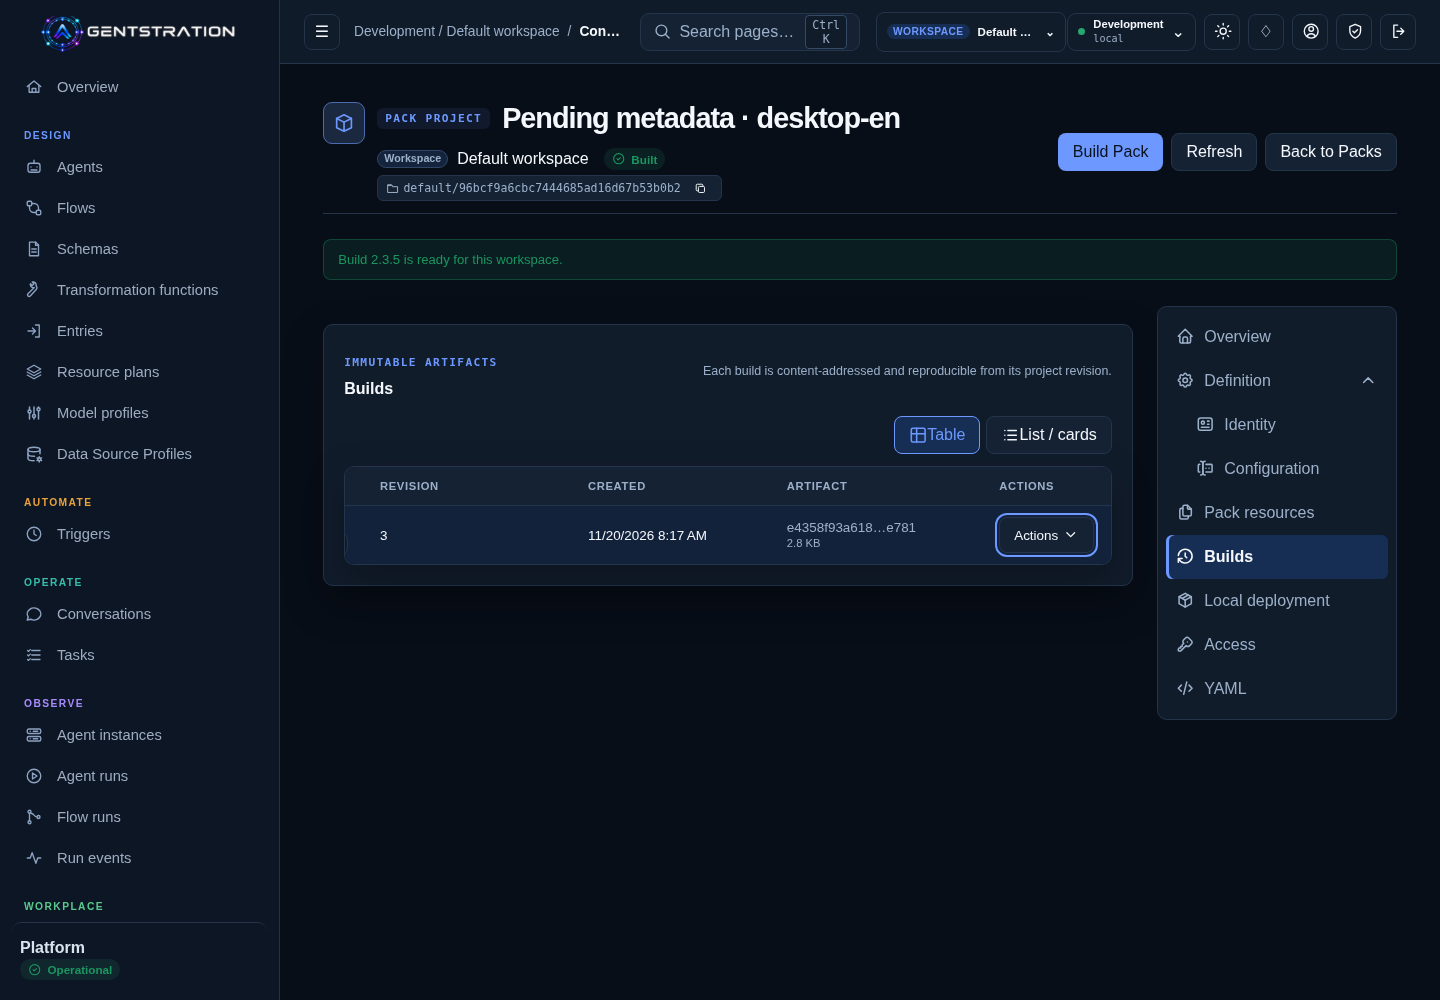 GENTSTRATION
Overview
DESIGN
Agents
Flows
Schemas
Transformation functions
Entries
Resource plans
Model profiles
Data Source Profiles
AUTOMATE
Triggers
OPERATE
Conversations
Tasks
OBSERVE
Agent instances
Agent runs
Flow runs
Run events
WORKPLACE
Platform
Operational
Development / Default workspace / Con…
Search pages…
Ctrl K
WORKSPACE Default …
Development
local
PACK PROJECT
Pending metadata · desktop-en
Workspace Default workspace Built
default/96bcf9a6cbc7444685ad16d67b53b0b2
Build Pack
Refresh
Back to Packs
Build 2.3.5 is ready for this workspace.
IMMUTABLE ARTIFACTS
Builds
Each build is content-addressed and reproducible from its project revision.
Table
List / cards
REVISION CREATED ARTIFACT ACTIONS
3 11/20/2026 8:17 AM e4358f93a618…e781 Actions
2.8 KB
Overview
Definition
Identity
Configuration
Pack resources
Builds
Local deployment
Access
YAML